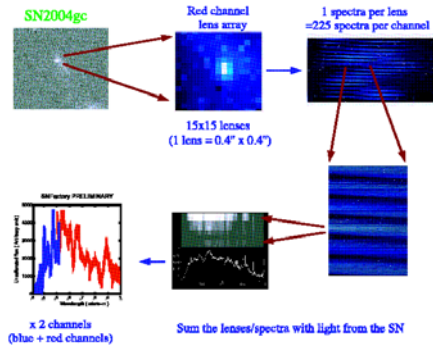 SN2004gc
Red channel
lens array
1 spectra per lens
=225 spectra per channel
15x15 lenses
(1 lens = 0.4" x 0.4")
SNfactory PRELIMINARY
x 2 channels
(blue + red channels)
Sum the lenses/spectra with light from the SN